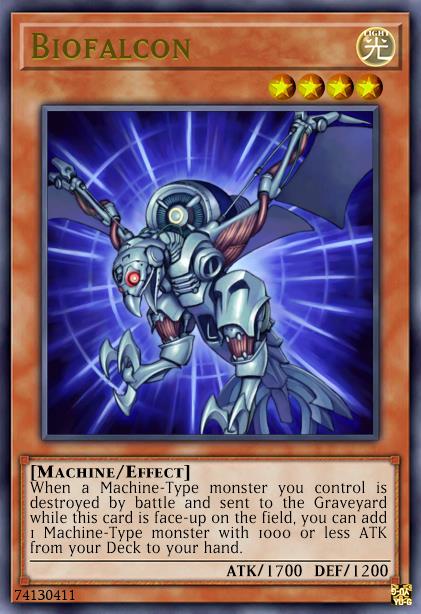 BIOFALCON
LIGHT
光
[MACHINE/EFFECT]
When a Machine-Type monster you control is
destroyed by battle and sent to the Graveyard
while this card is face-up on the field, you can add
1 Machine-Type monster with 1000 or less ATK
from your Deck to your hand.
ATK/1700 DEF/1200
74130411